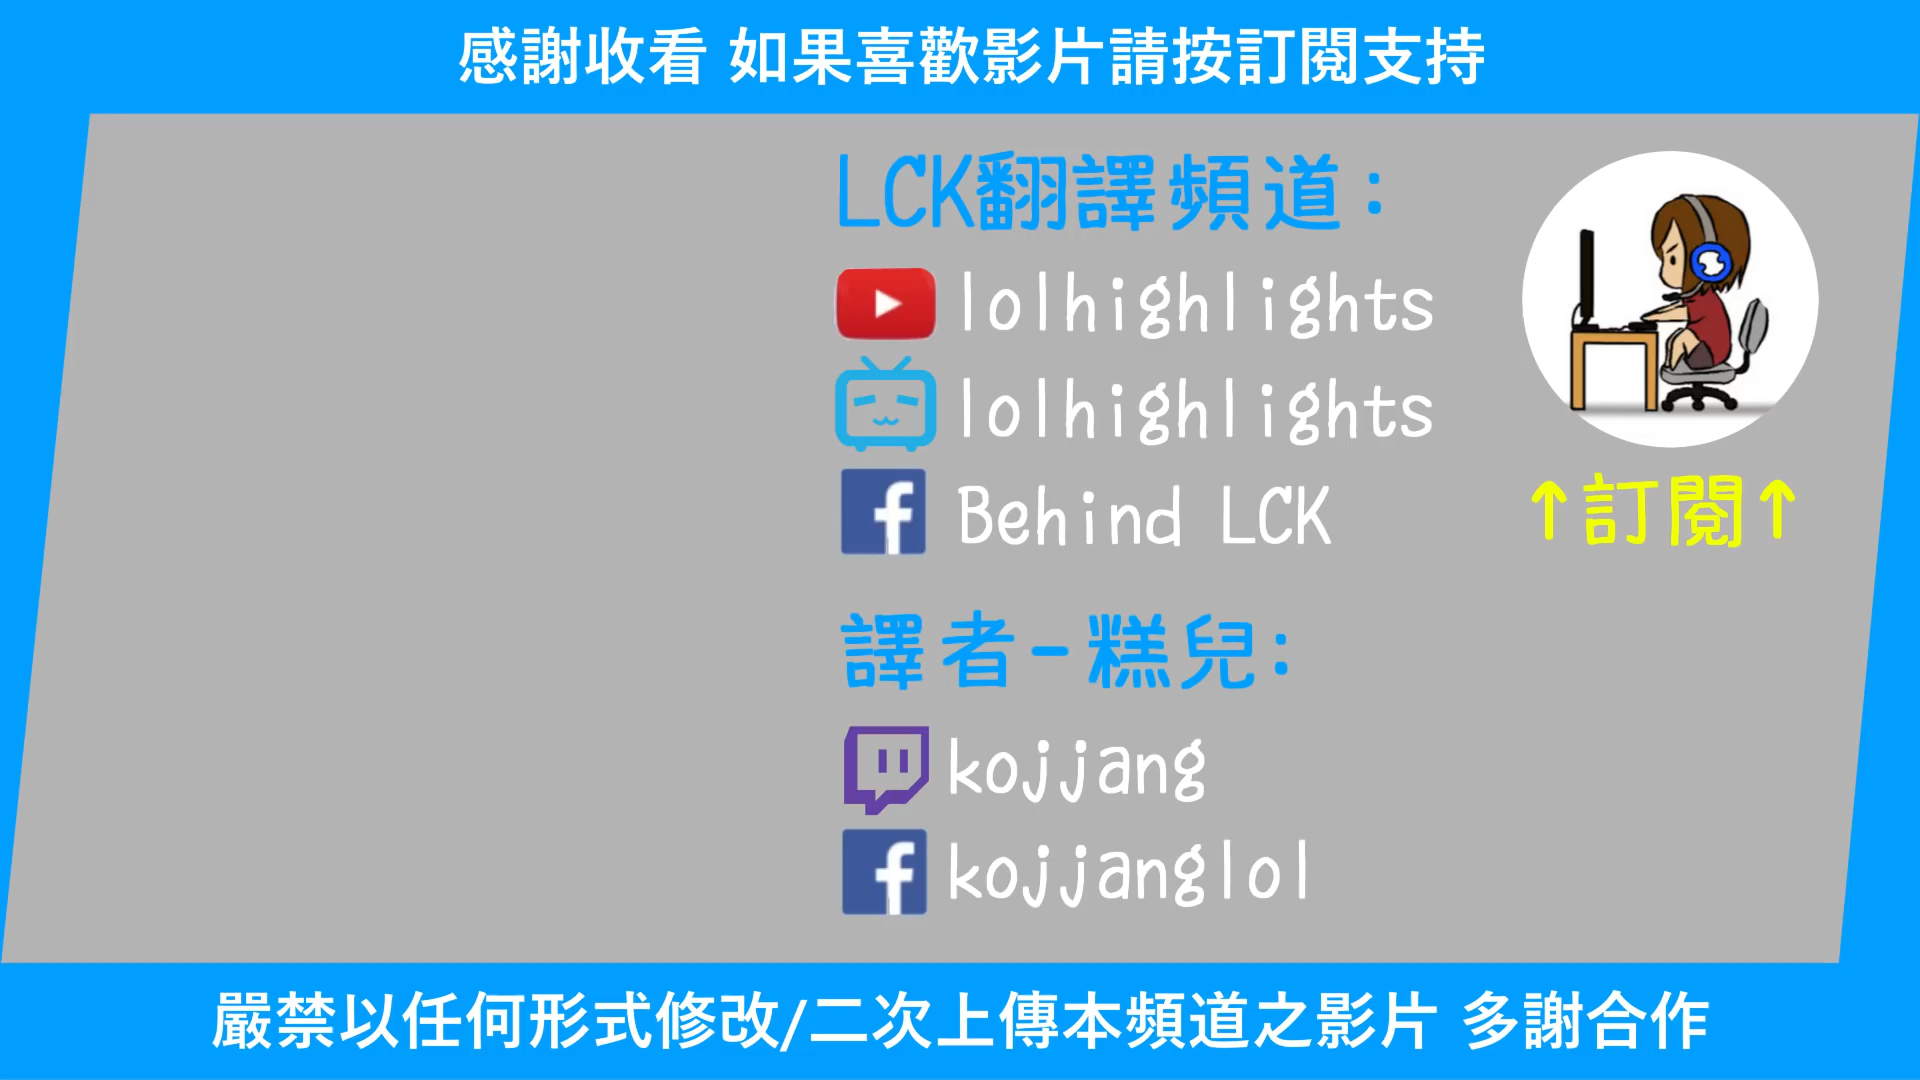 感謝收看 如果喜歡影片請按訂閱支持
LCK翻譯頻道:
lolhighlights
lolhighlights
Behind LCK
↑訂閱↑
譯者-糕兒:
kojjang
kojjanglol
嚴禁以任何形式修改/二次上傳本頻道之影片 多謝合作